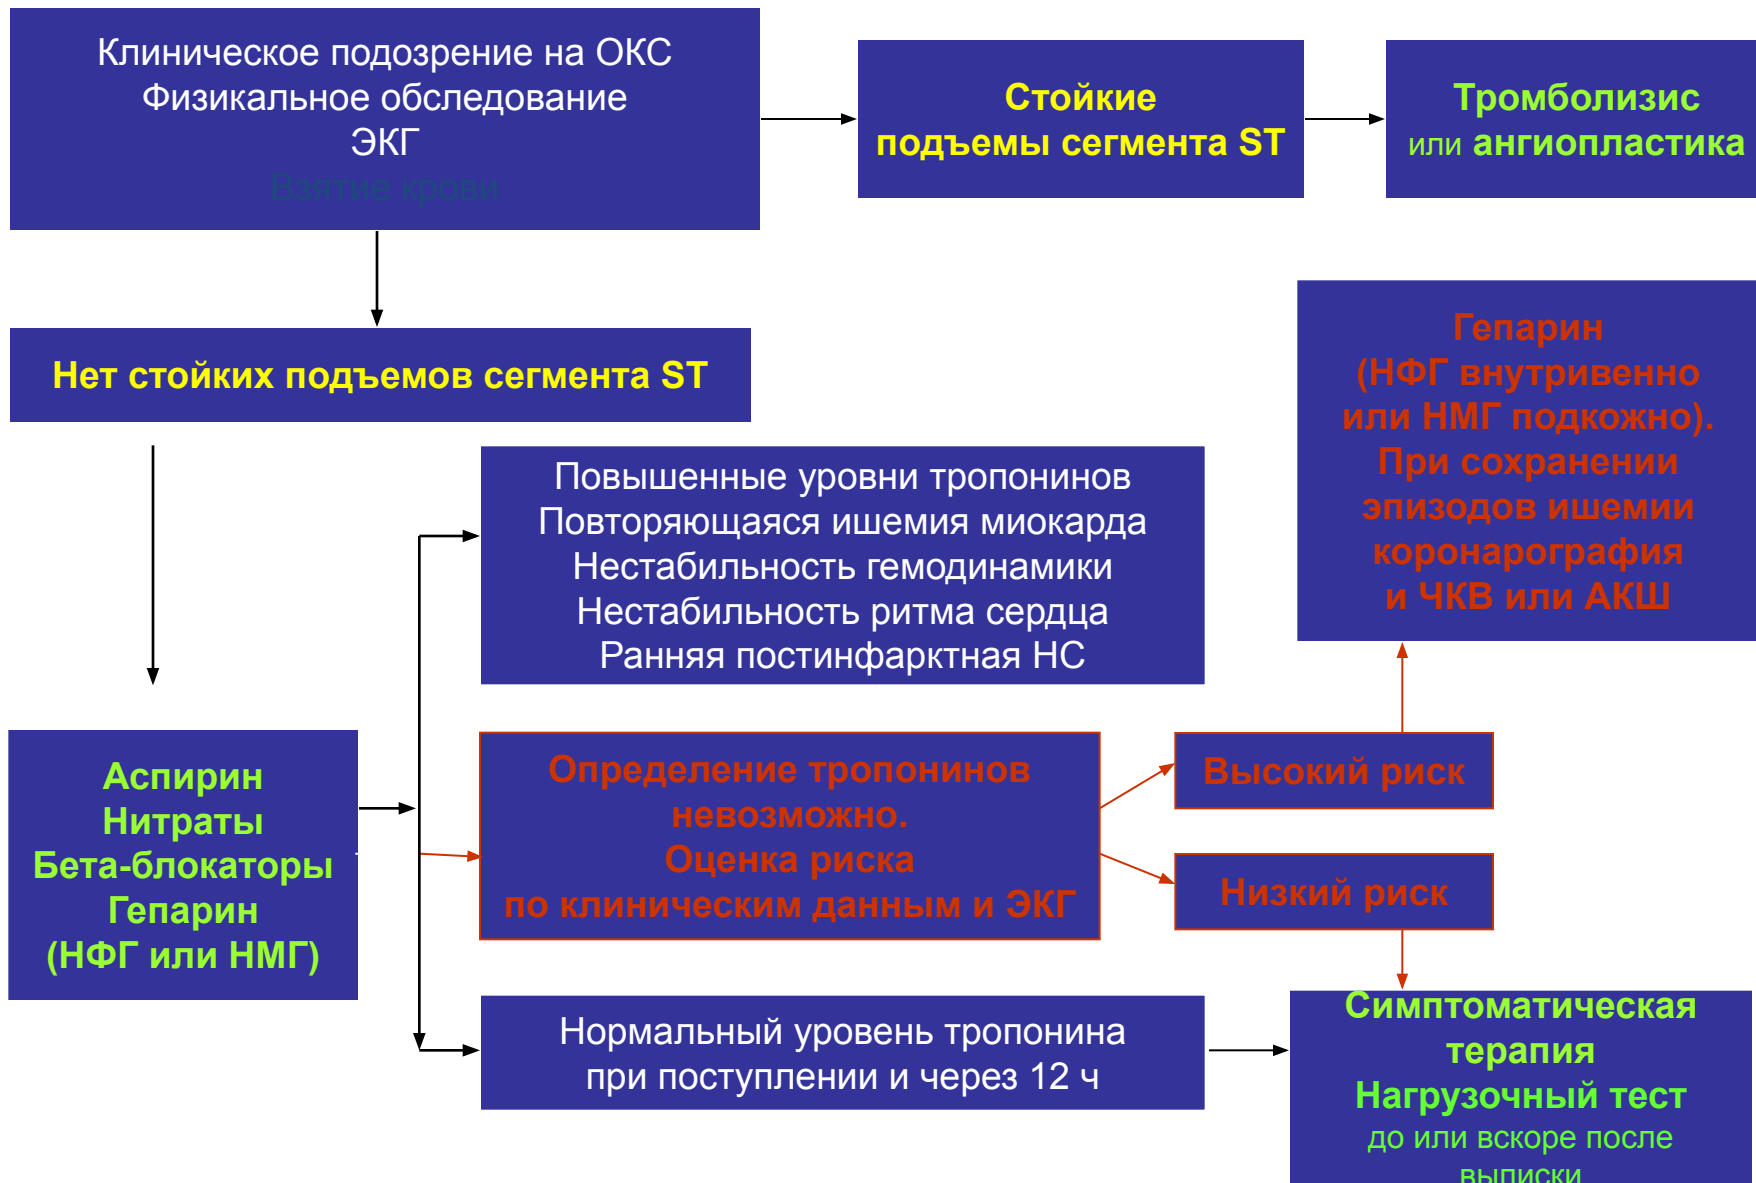 Клиническое подозрение на ОКС
Физикальное обследование
ЭКГ
Взятие крови
Стойкие
подъемы сегмента ST
Тромболизис
или ангиопластика
Нет стойких подъемов сегмента ST
Гепарин
(НФГ внутривенно
или НМГ подкожно).
При сохранении
эпизодов ишемии
коронарография
и ЧКВ или АКШ
Повышенные уровни тропонинов
Повторяющаяся ишемия миокарда
Нестабильность гемодинамики
Нестабильность ритма сердца
Ранняя постинфарктная НС
Аспирин
Нитраты
Бета-блокаторы
Гепарин
(НФГ или НМГ)
Определение тропонинов
невозможно.
Оценка риска
по клиническим данным и ЭКГ
Высокий риск
Низкий риск
Нормальный уровень тропонина
при поступлении и через 12 ч
Симптоматическая
терапия
Нагрузочный тест
до или вскоре после
выписки